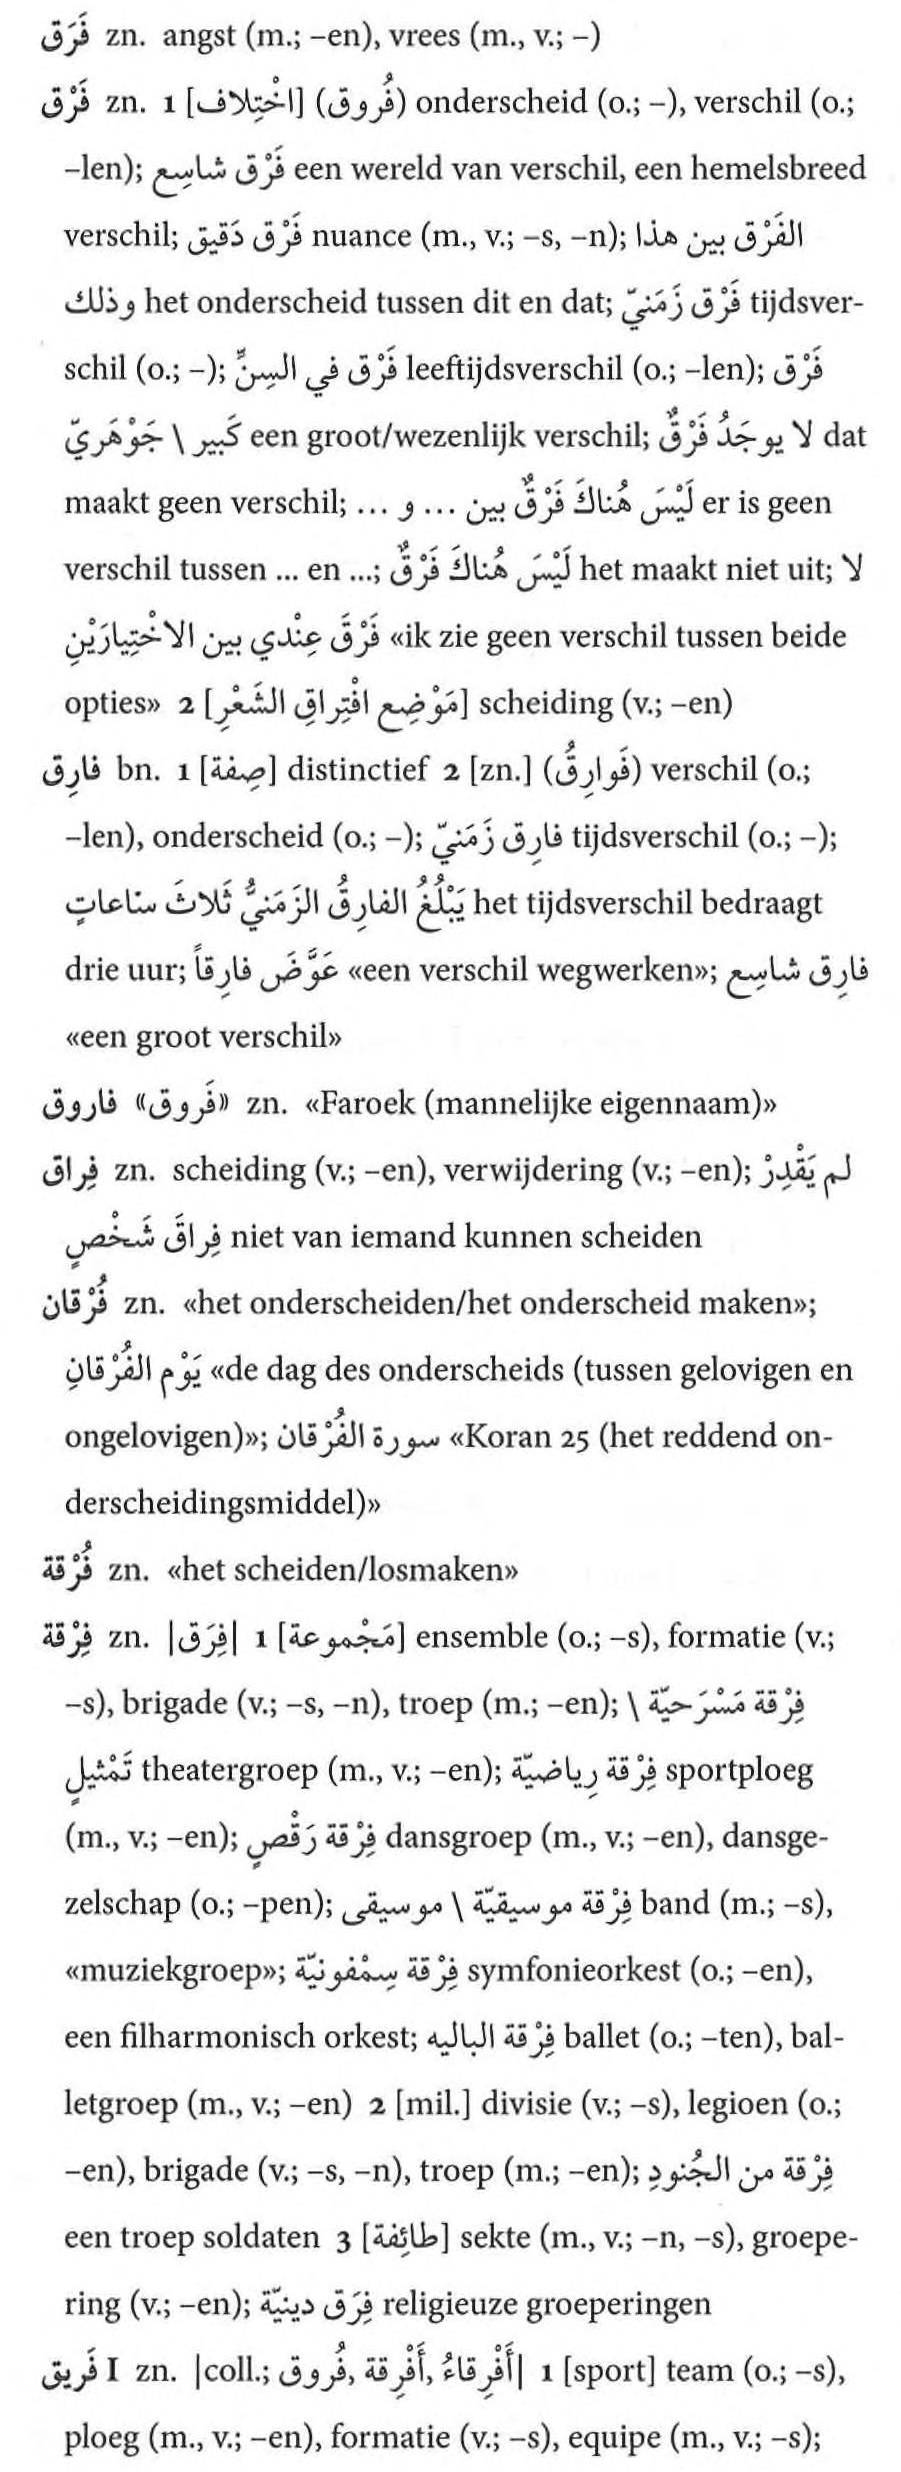 فَرَق zn. angst (m.; –en), vrees (m., v.; –)
فَرْق zn. 1 [اخْتِلاف] (فُروق) onderscheid (o.; –), verschil (o.;
–len); فَرْق شاسِع een wereld van verschil, een hemelsbreed
verschil; فَرْق دَقيق nuance (m., v.; –s, –n); الفَرْق بين هذا
وذلك het onderscheid tussen dit en dat; فَرْق زَمَنيّ tijdsver-
schil (o.; –); فَرْق في السِنِّ leeftijdsverschil (o.; –len); فَرْق
كَبير \ جَوْهَريّ een groot/wezenlijk verschil; لا يوجَدُ فَرْقٌ dat
maakt geen verschil; لَيْسَ هُناكَ فَرْقٌ بين ... و ... er is geen
verschil tussen ... en ...; لَيْسَ هُناكَ فَرْقٌ het maakt niet uit; لا
فَرْقَ عِنْدي بين الاخْتِيارَيْنِ «ik zie geen verschil tussen beide
opties» 2 [مَوْضِع افْتِراقِ الشَعْرِ] scheiding (v.; –en)
فارِق bn. 1 [صِفة] distinctief 2 [zn.] (فَوارِقُ) verschil (o.;
–len), onderscheid (o.; –); فارِق زَمَنيّ tijdsverschil (o.; –);
يَبْلُغُ الفارِقُ الزَمَنيُّ ثَلاثَ ساعاتٍ het tijdsverschil bedraagt
drie uur; عَوَّضَ فارِقاً «een verschil wegwerken»; فارِق شاسِع
«een groot verschil»
فاروق «فَروق» zn. «Faroek (mannelijke eigennaam)»
فِراق zn. scheiding (v.; –en), verwijdering (v.; –en); لم يَقْدِرْ
فِراقَ شَخْصٍ niet van iemand kunnen scheiden
فُرْقان zn. «het onderscheiden/het onderscheid maken»;
يَوْم الفُرْقانِ «de dag des onderscheids (tussen gelovigen en
ongelovigen)»; سورة الفُرْقان «Koran 25 (het reddend on-
derscheidingsmiddel)»
فُرْقة zn. «het scheiden/losmaken»
فِرْقة zn. |فِرَق| 1 [مَجْموعة] ensemble (o.; –s), formatie (v.;
–s), brigade (v.; –s, –n), troep (m.; –en); فِرْقة مَسْرَحيّة \
تَمْثيلٍ theatergroep (m., v.; –en); فِرْقة رِياضيّة sportploeg
(m., v.; –en); فِرْقة رَقْصٍ dansgroep (m., v.; –en), dansge-
zelschap (o.; –pen); فِرْقة موسيقيّة \ موسيقى band (m.; –s),
«muziekgroep»; فِرْقة سِمْفونيّة symfonieorkest (o.; –en),
een filharmonisch orkest; فِرْقة الباليه ballet (o.; –ten), bal-
letgroep (m., v.; –en) 2 [mil.] divisie (v.; –s), legioen (o.;
–en), brigade (v.; –s, –n), troep (m.; –en); فِرْقة من الجُنودِ
een troep soldaten 3 [طائِفة] sekte (m., v.; –n, –s), groepe-
ring (v.; –en); فِرَق دينيّة religieuze groeperingen
فَريق I zn. |coll.; أَفْرِقاءُ, أَفْرِقة, فُروق| 1 [sport] team (o.; –s),
ploeg (m., v.; –en), formatie (v.; –s), equipe (m., v.; –s);